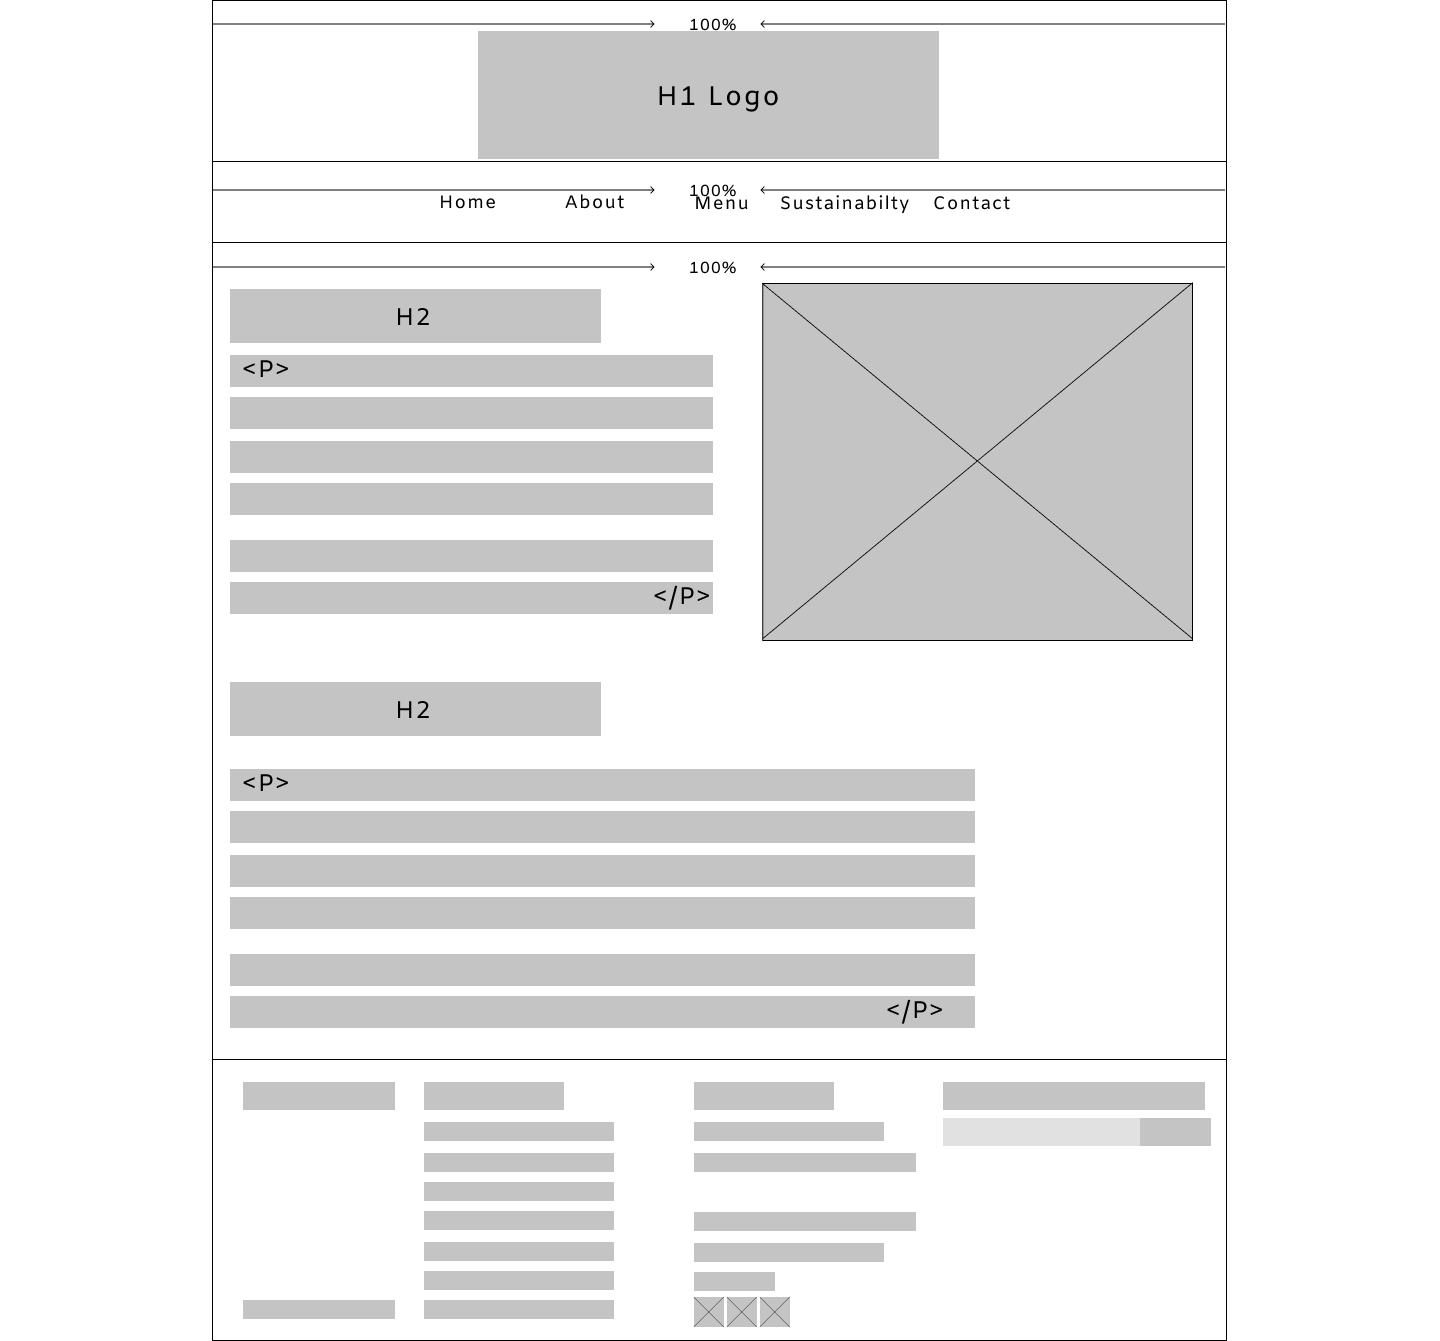 100%
H1 Logo
100%
Home About Menu Sustainabilty Contact
100%
H2
<P>
</P>
H2
<P>
</P>